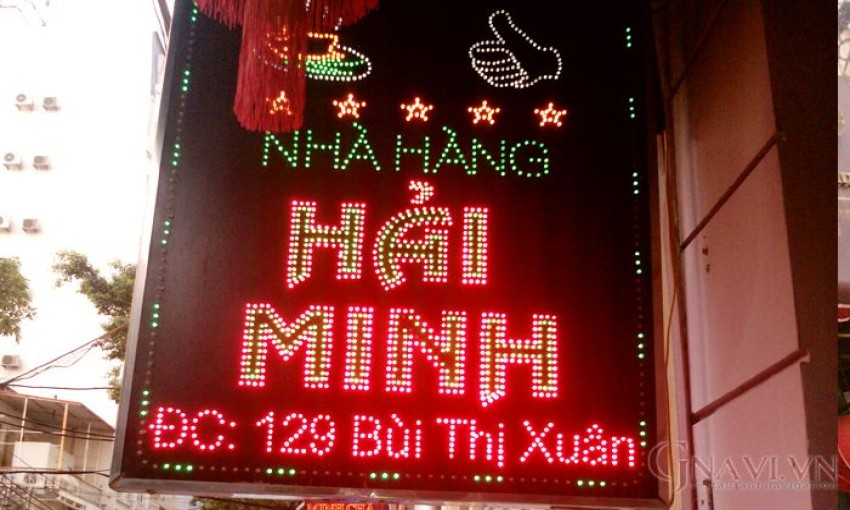 NHÀ HÀNG
HẢI
MINH
ĐC: 129 Bùi Thị Xuân
GNAVI.VN